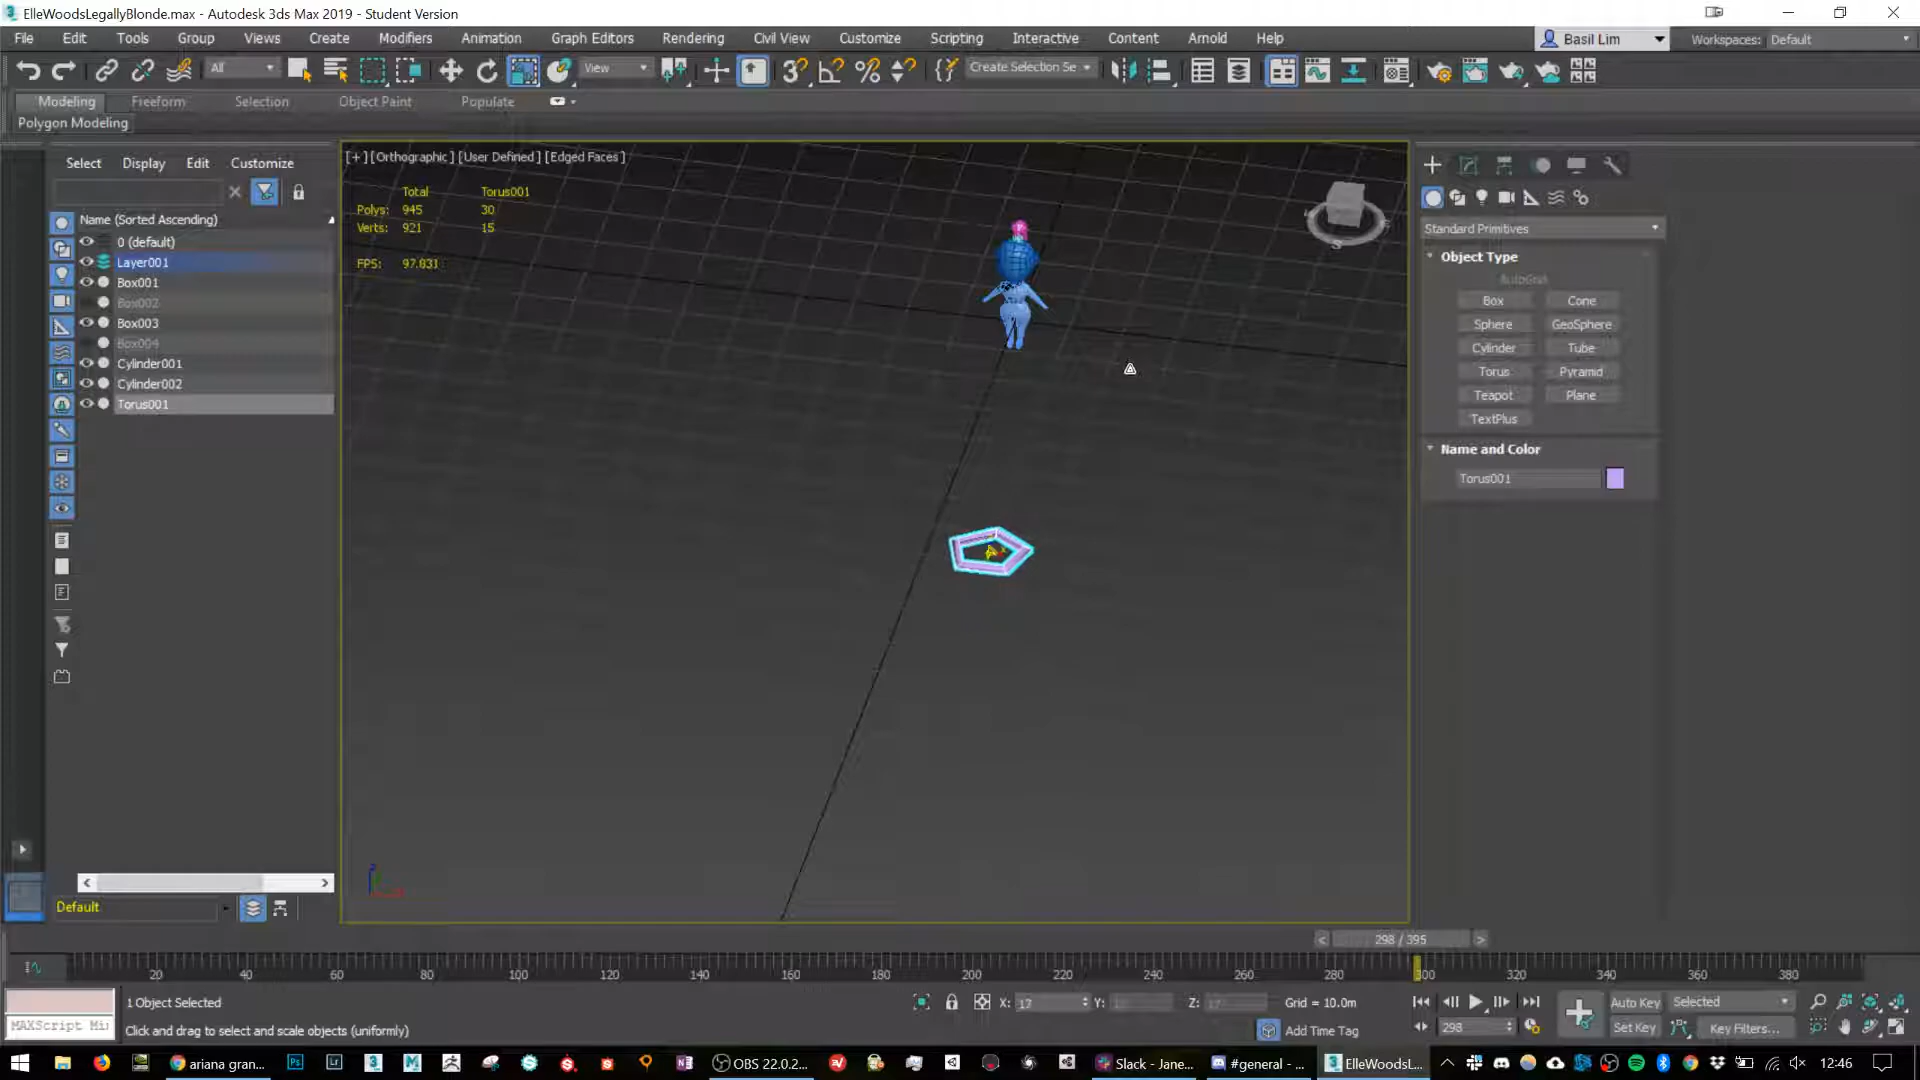 ElleWoodsLegallyBlonde.max - Autodesk 3ds Max 2019 - Student Version
File Edit Tools Group Views Create Modifiers Animation Graph Editors Rendering Civil View Customize Scripting Interactive Content Arnold Help Basil Lim Workspaces: Default
All View Create Selection Se
Modeling Freeform Selection Object Paint Populate
Polygon Modeling
Select Display Edit Customize
Name (Sorted Ascending)
0 (default)
Layer001
Box001
Box002
Box003
Box004
Cylinder001
Cylinder002
Torus001
Default
[+] [Orthographic] [User Defined] [Edged Faces]
Total Torus001
Polys: 945 30
Verts: 921 15
FPS: 97.831
Standard Primitives
Object Type
AutoGrid
Box Cone
Sphere GeoSphere
Cylinder Tube
Torus Pyramid
Teapot Plane
TextPlus
Name and Color
Torus001
298 / 395
20 40 60 80 100 120 140 160 180 200 220 240 260 280 300 320 340 360 380
1 Object Selected X: 17 Y: Z: Grid = 10.0m Auto Key Selected
MAXScript Mi
Click and drag to select and scale objects (uniformly) Add Time Tag 298 Set Key Key Filters...
ariana gran... OBS 22.0.2... Slack - Jane... #general - ... ElleWoodsL... 12:46